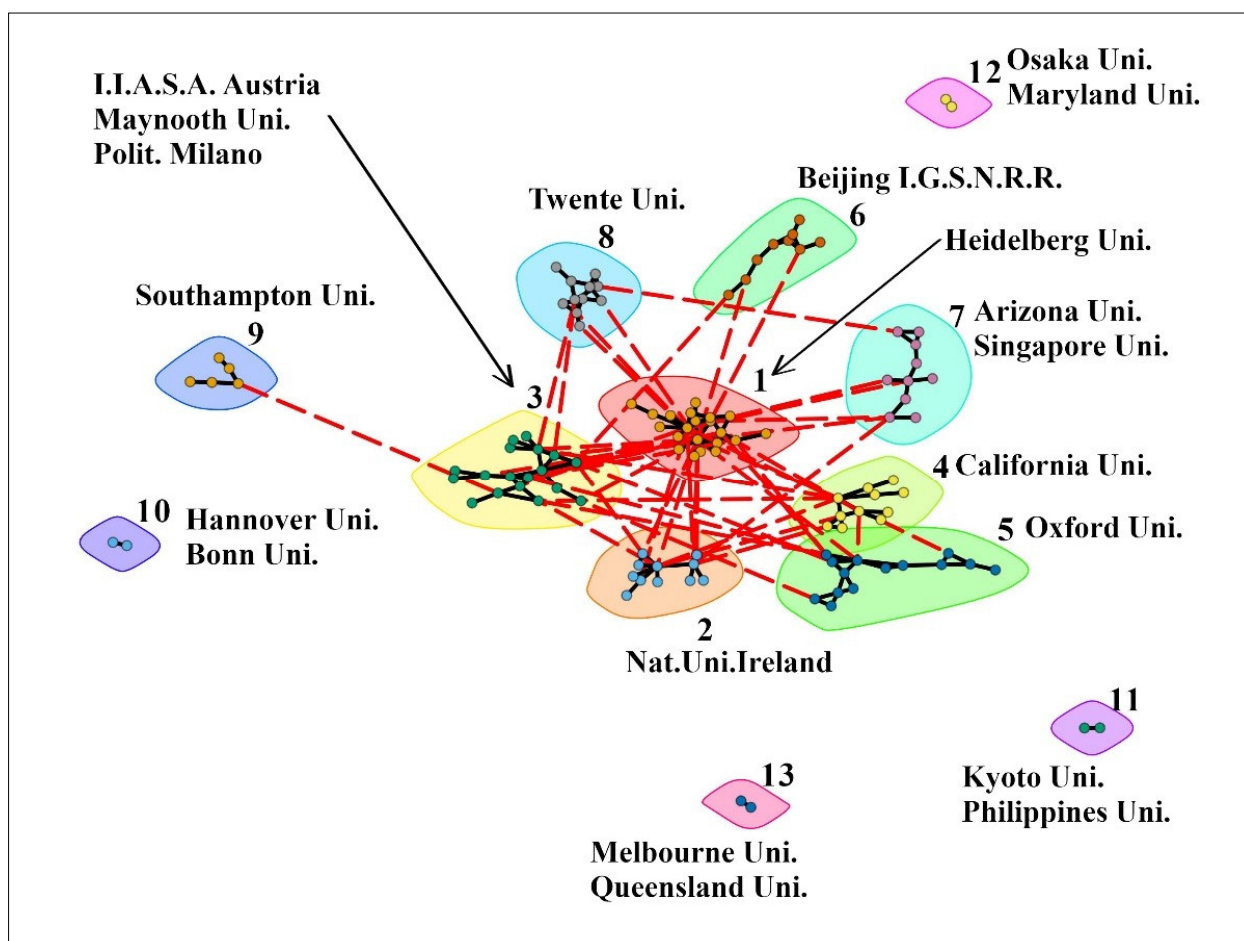 I.I.A.S.A. Austria
Maynooth Uni.
Polit. Milano
12 Osaka Uni.
Maryland Uni.
Beijing I.G.S.N.R.R.
6
Twente Uni.
8
Heidelberg Uni.
Southampton Uni.
9
7 Arizona Uni.
Singapore Uni.
1
3
4 California Uni.
10 Hannover Uni.
Bonn Uni.
5 Oxford Uni.
2
Nat.Uni.Ireland
11
Kyoto Uni.
Philippines Uni.
13
Melbourne Uni.
Queensland Uni.